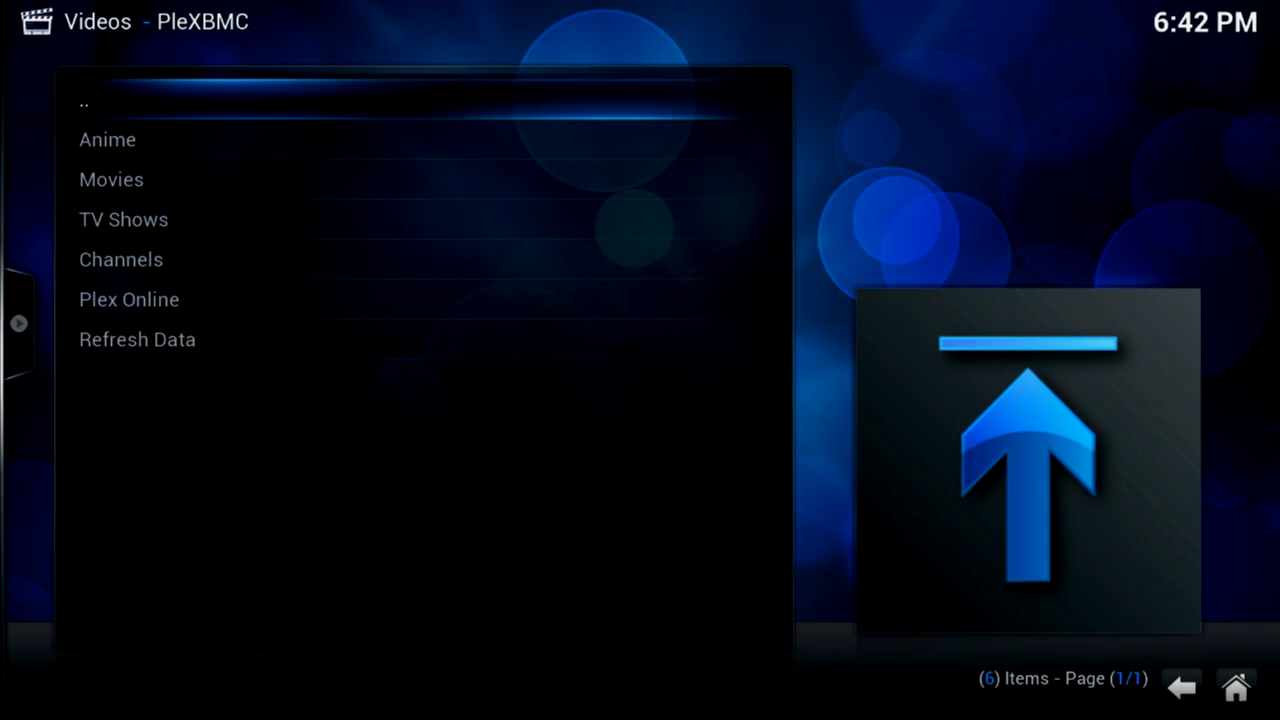 Videos - PleXBMC
6:42 PM
..
Anime
Movies
TV Shows
Channels
Plex Online
Refresh Data
(6) Items - Page (1/1)